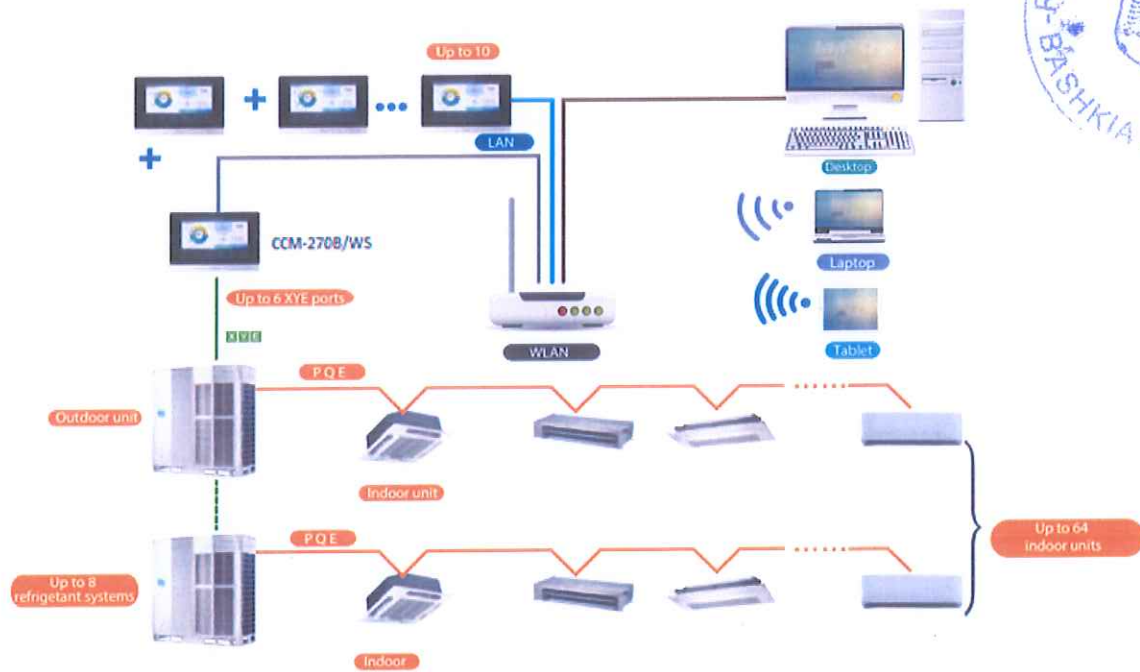 Up to 10
LAN
Desktop
CCM-270B/WS
Laptop
Up to 6 XYE ports
X Y E
WLAN
Tablet
P Q E
Outdoor unit
Indoor unit
P Q E
Up to 64
indoor units
Up to 8
refrigetant systems
Indoor
BASHKIA